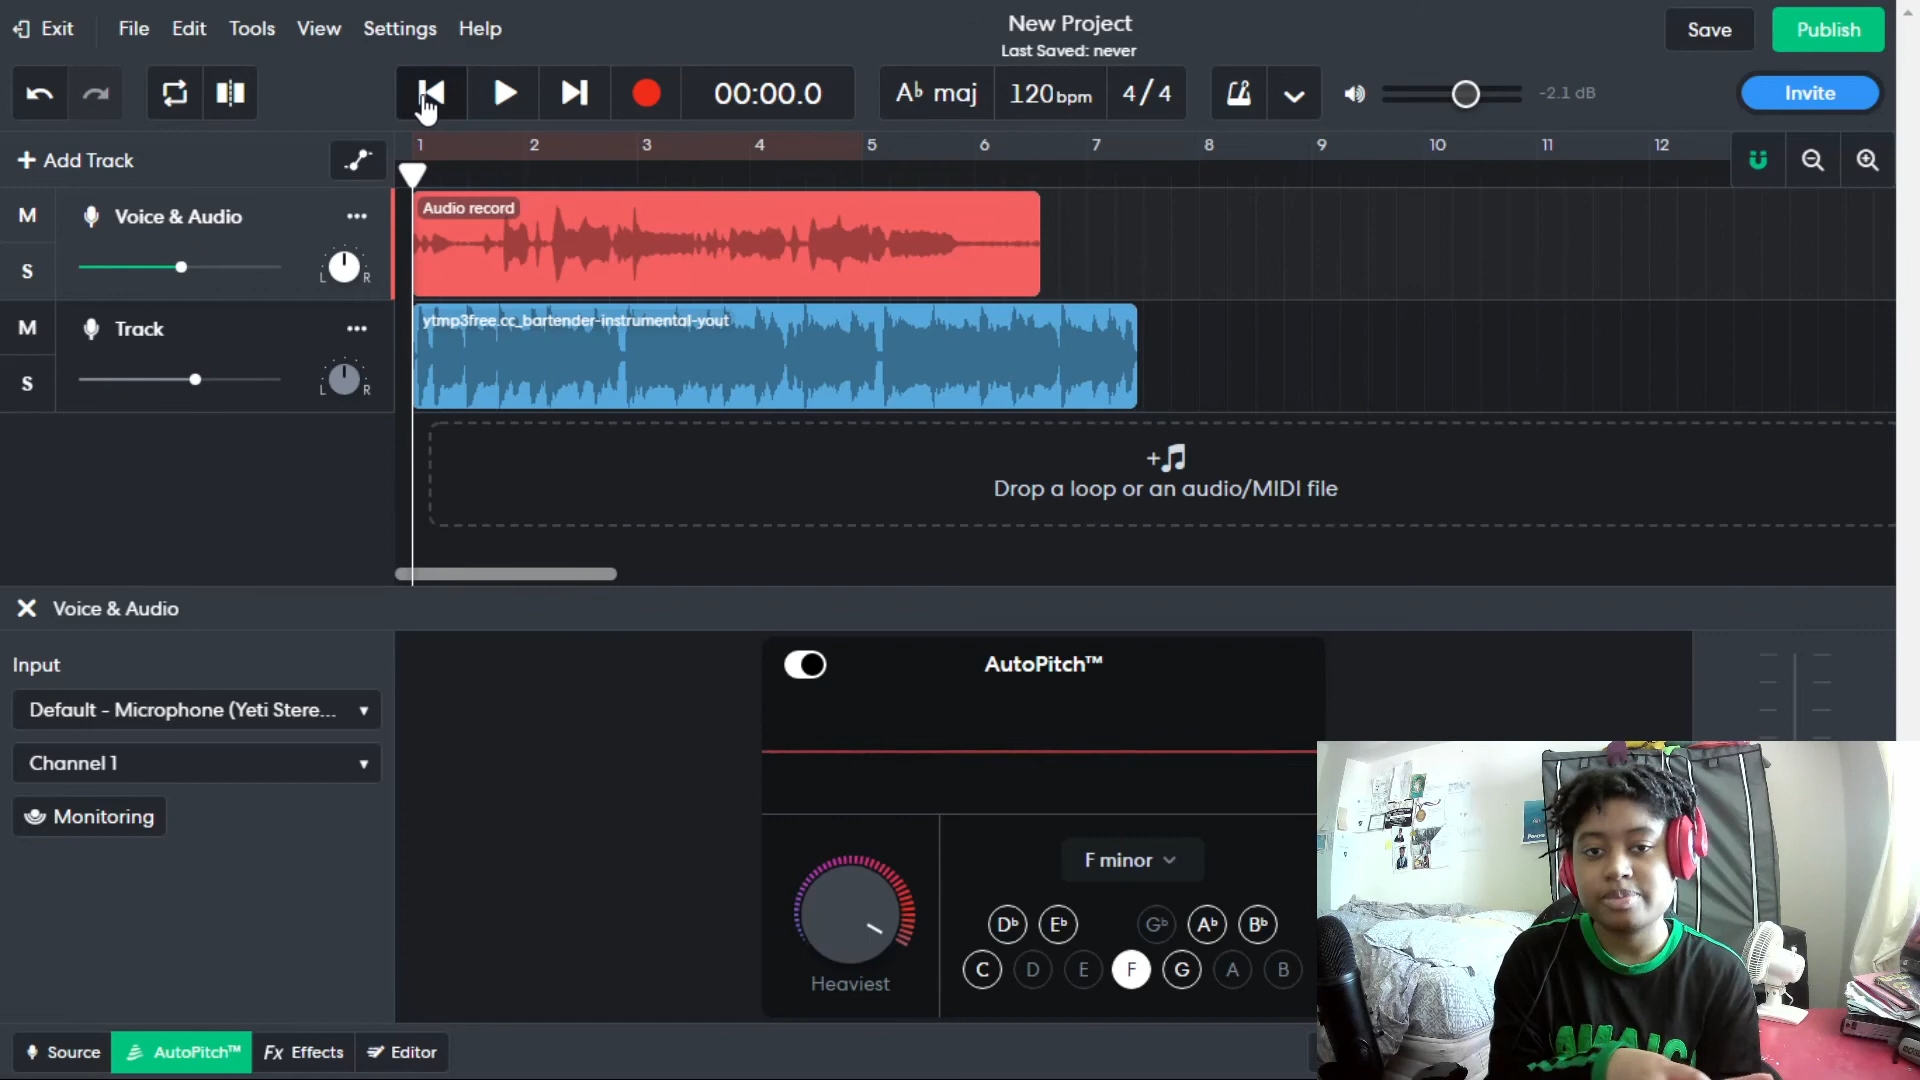 Exit File Edit Tools View Settings Help
New Project
Last Saved: never
Save Publish
00:00.0
A♭ maj 120bpm 4/4
-2.1 dB
Invite
+ Add Track
1 2 3 4 5 6 7 8 9 10 11 12
M Voice & Audio ...
S L R
Audio record
M Track ...
S L R
ytmp3free.cc_bartender-instrumental-yout
Drop a loop or an audio/MIDI file
Voice & Audio
Input
Default - Microphone (Yeti Stere...
Channel 1
Monitoring
AutoPitch™
F minor
D♭ E♭ G♭ A♭ B♭
C D E F G A B
Heaviest
Source AutoPitch™ Fx Effects Editor